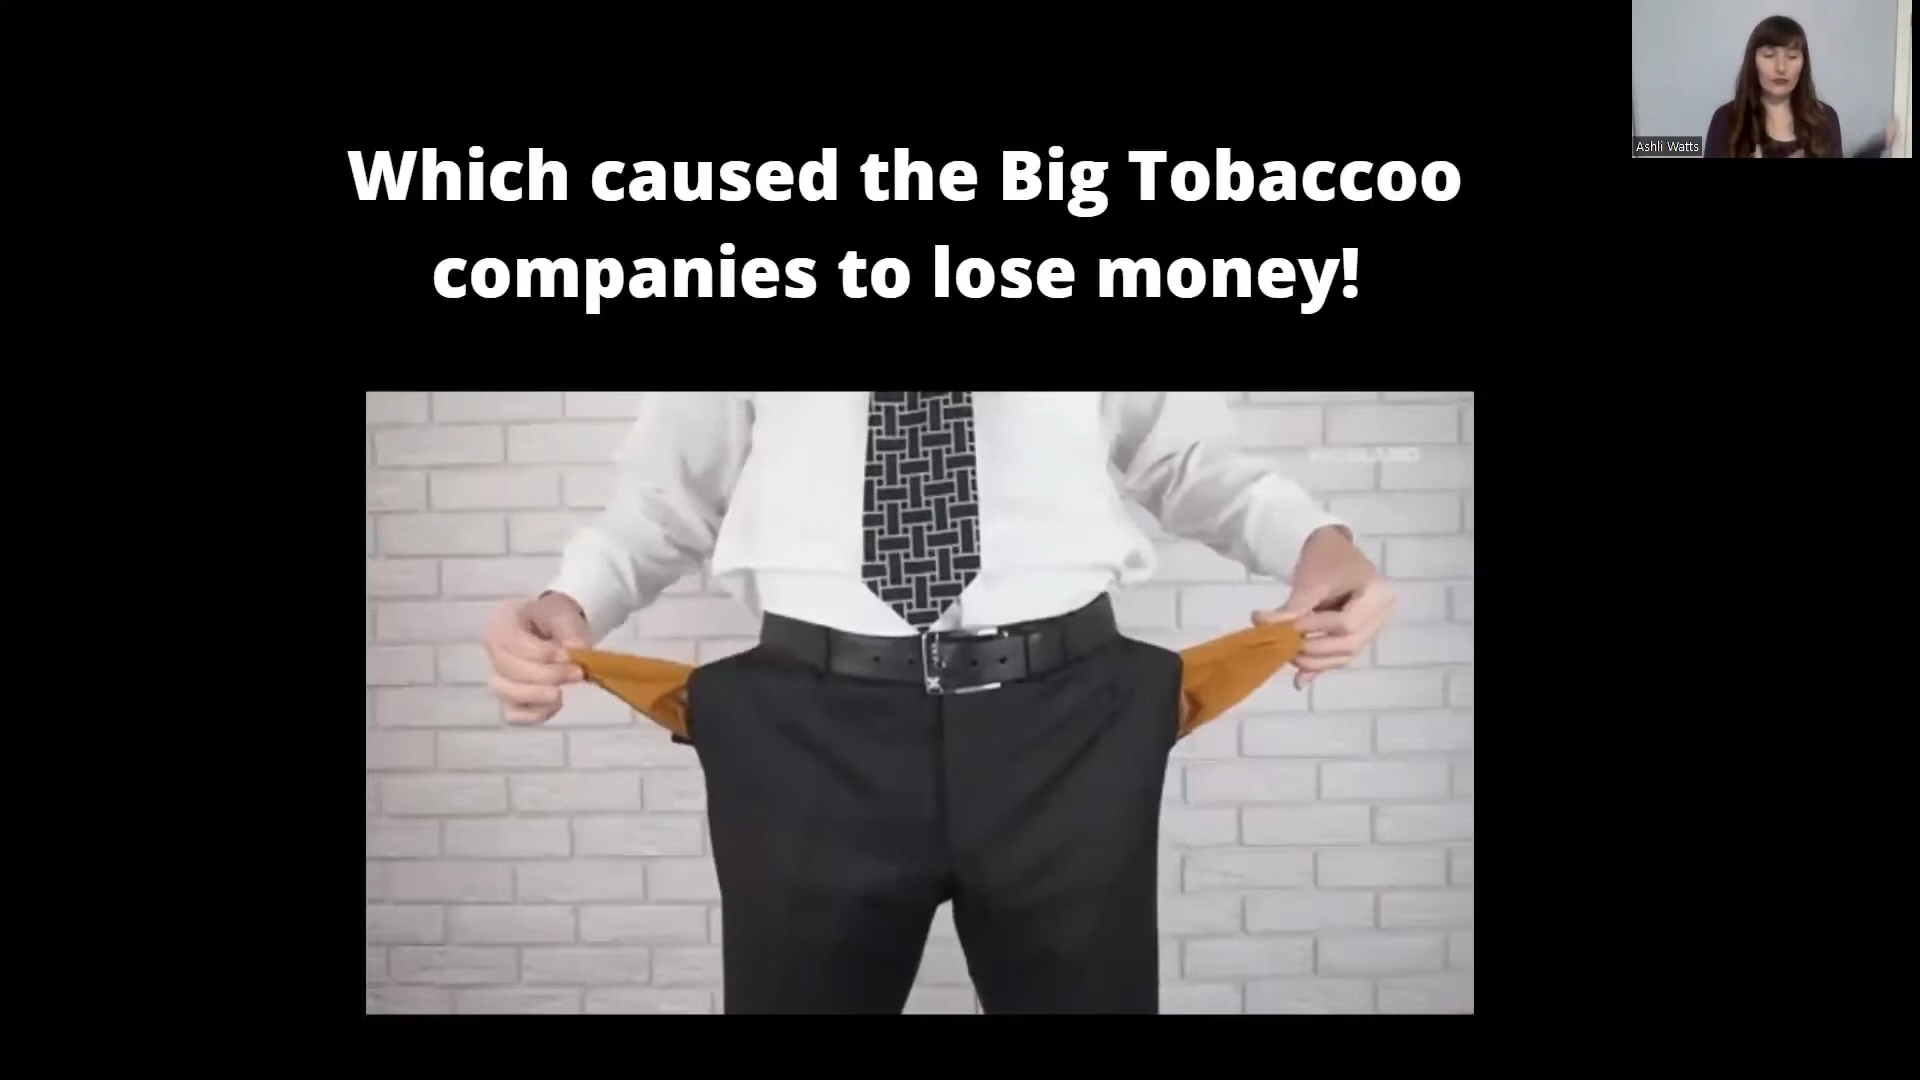 Which caused the Big Tobaccoo
companies to lose money!
Ashli Watts